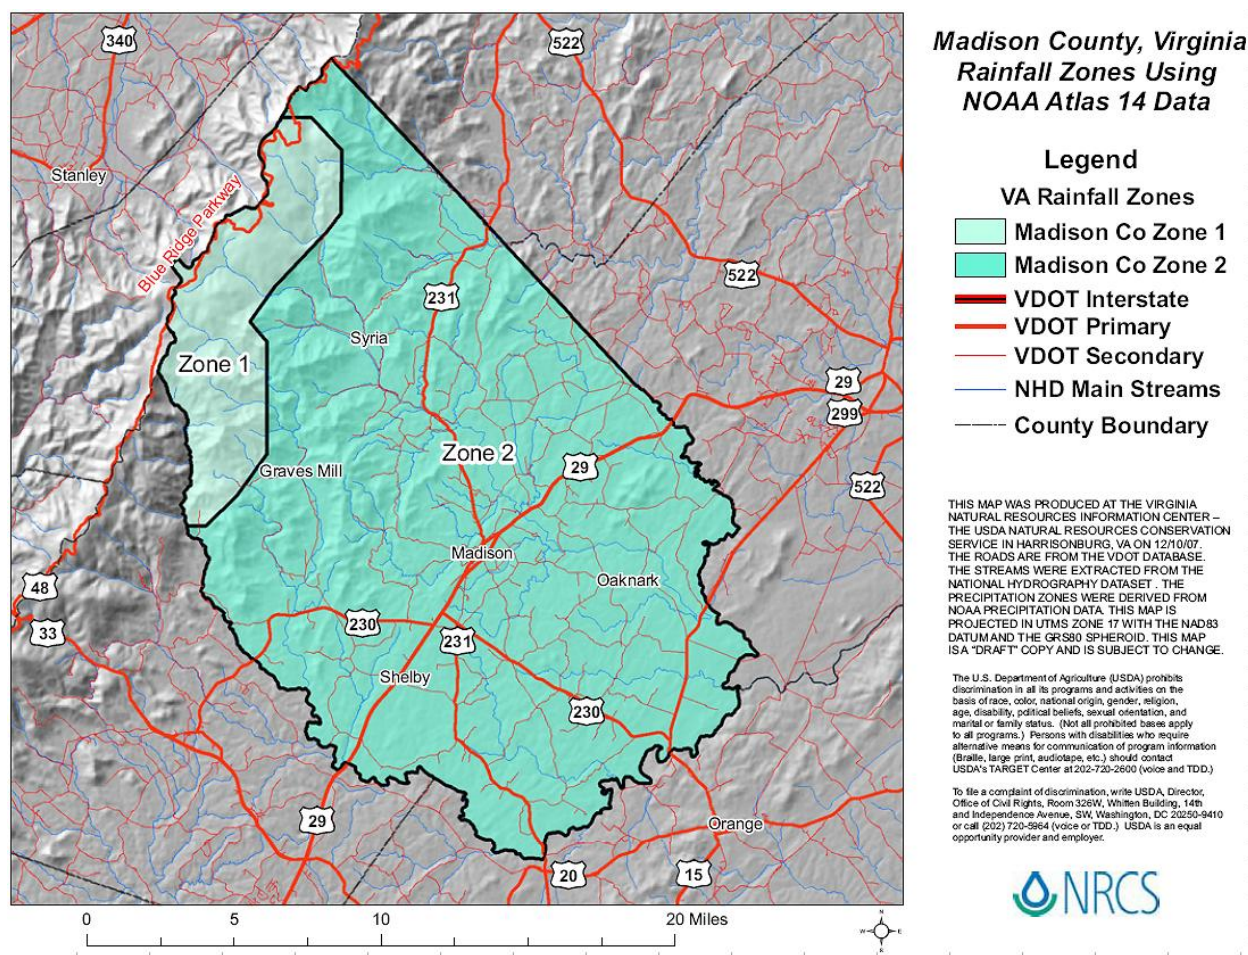 Madison County, Virginia
Rainfall Zones Using
NOAA Atlas 14 Data
Legend
VA Rainfall Zones
Madison Co Zone 1
Madison Co Zone 2
VDOT Interstate
VDOT Primary
VDOT Secondary
NHD Main Streams
County Boundary
340
522
Stanley
Blue Ridge Parkway
522
231
Syria
Zone 1
29
299
Zone 2
29
Graves Mill
522
Madison
Oaknark
48
33
230
231
Shelby
230
29
Orange
20
15
0
5
10
20 Miles
N
W
E
S
THIS MAP WAS PRODUCED AT THE VIRGINIA
NATURAL RESOURCES INFORMATION CENTER –
THE USDA NATURAL RESOURCES CONSERVATION
SERVICE IN HARRISONBURG, VA ON 12/10/07.
THE ROADS ARE FROM THE VDOT DATABASE.
THE STREAMS WERE EXTRACTED FROM THE
NATIONAL HYDROGRAPHY DATASET . THE
PRECIPITATION ZONES WERE DERIVED FROM
NOAA PRECIPITATION DATA. THIS MAP IS
PROJECTED IN UTMS ZONE 17 WITH THE NAD83
DATUM AND THE GRS80 SPHEROID. THIS MAP
IS A "DRAFT" COPY AND IS SUBJECT TO CHANGE.
The U.S. Department of Agriculture (USDA) prohibits
discrimination in all its programs and activities on the
basis of race, color, national origin, gender, religion,
age, disability, political beliefs, sexual orientation, and
marital or family status. (Not all prohibited bases apply
to all programs.) Persons with disabilities who require
alternative means for communication of program information
(Braille, large print, audiotape, etc.) should contact
USDA's TARGET Center at 202-720-2600 (voice and TDD.)
To file a complaint of discrimination, write USDA, Director,
Office of Civil Rights, Room 326W, Whitten Building, 14th
and Independence Avenue, SW, Washington, DC 20250-9410
or call (202) 720-5964 (voice or TDD.) USDA is an equal
opportunity provider and employer.
NRCS